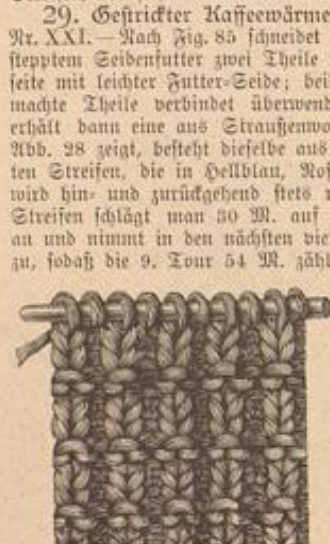 29. Geſtrickter Kaffeewärme
Nr. XXI. — Nach Fig. 85 ſchneidet
ſtepptem Seidenfutter zwei Theile
ſeite mit leichter Futter-Seide; bei
machte Theile verbindet überwend
erhält dann eine aus Straußenwo
Abb. 28 zeigt, beſteht dieſelbe aus
ten Streifen, die in Hellblau, Roſ
wird hin- und zurückgehend ſtets
Streifen ſchlägt man 30 M. auf
an und nimmt in den nächſten vie
zu, ſodaß die 9. Tour 54 M. zähl